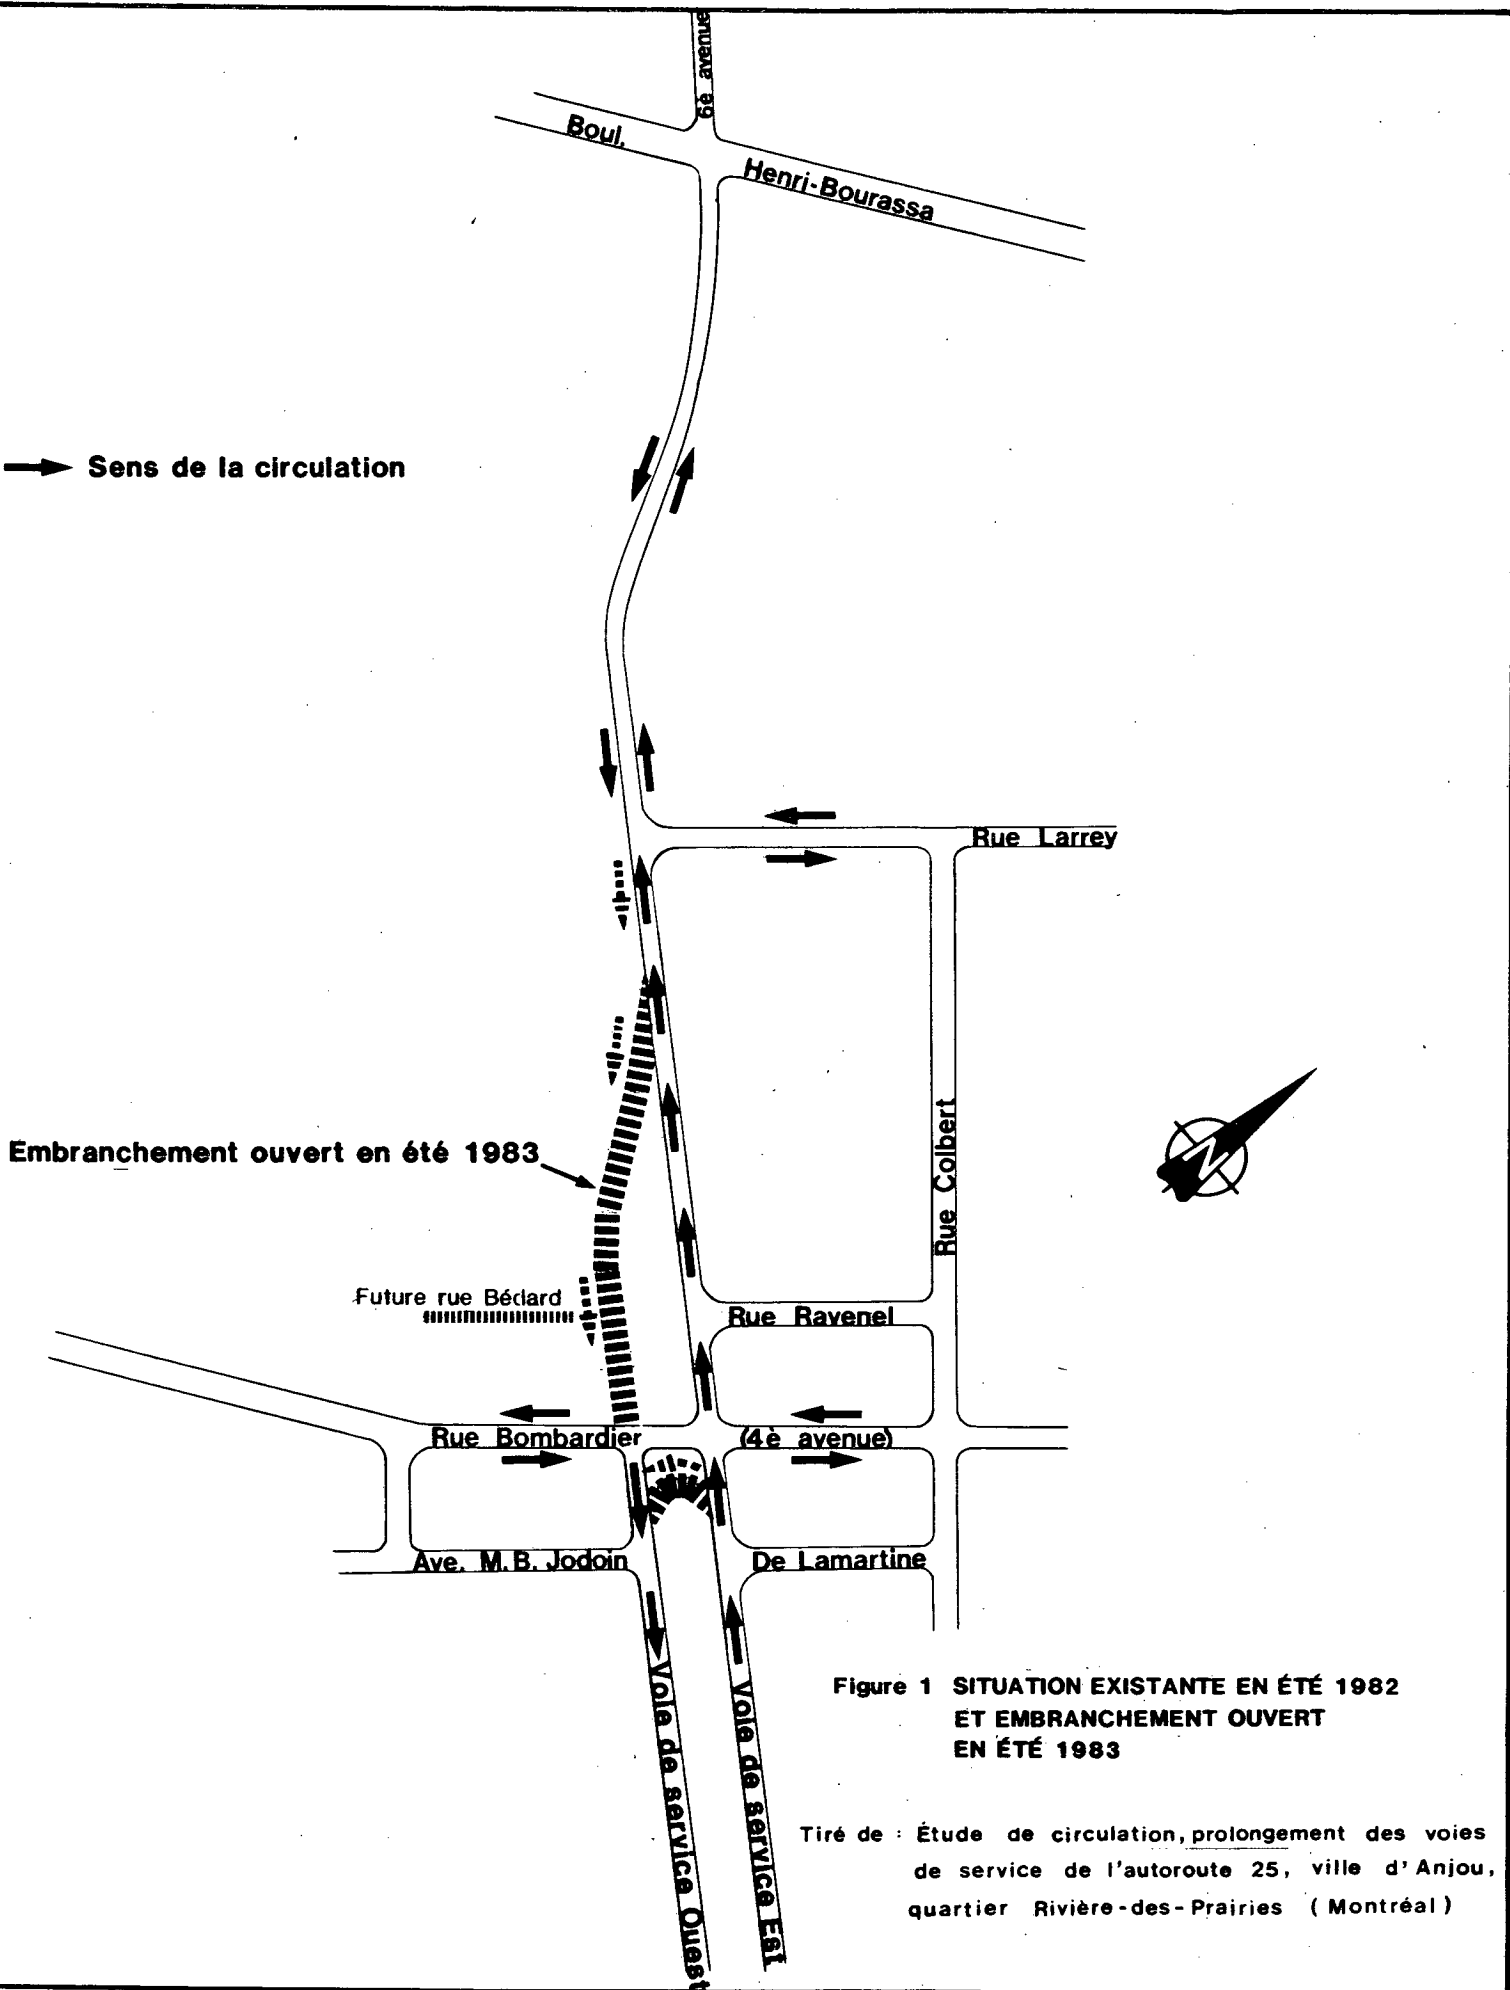 6è avenue
Boul.
Henri-Bourassa
Sens de la circulation
Rue Larrey
Rue Colbert
N
Embranchement ouvert en été 1983
Future rue Bédard
Rue Ravenel
Rue Bombardier
(4è avenue)
Ave. M.B. Jodoin
De Lamartine
Voie de service Ouest
Voie de service Est
Figure 1 SITUATION EXISTANTE EN ÉTÉ 1982
ET EMBRANCHEMENT OUVERT
EN ÉTÉ 1983
Tiré de : Étude de circulation, prolongement des voies
de service de l'autoroute 25, ville d'Anjou,
quartier Rivière-des-Prairies (Montréal)